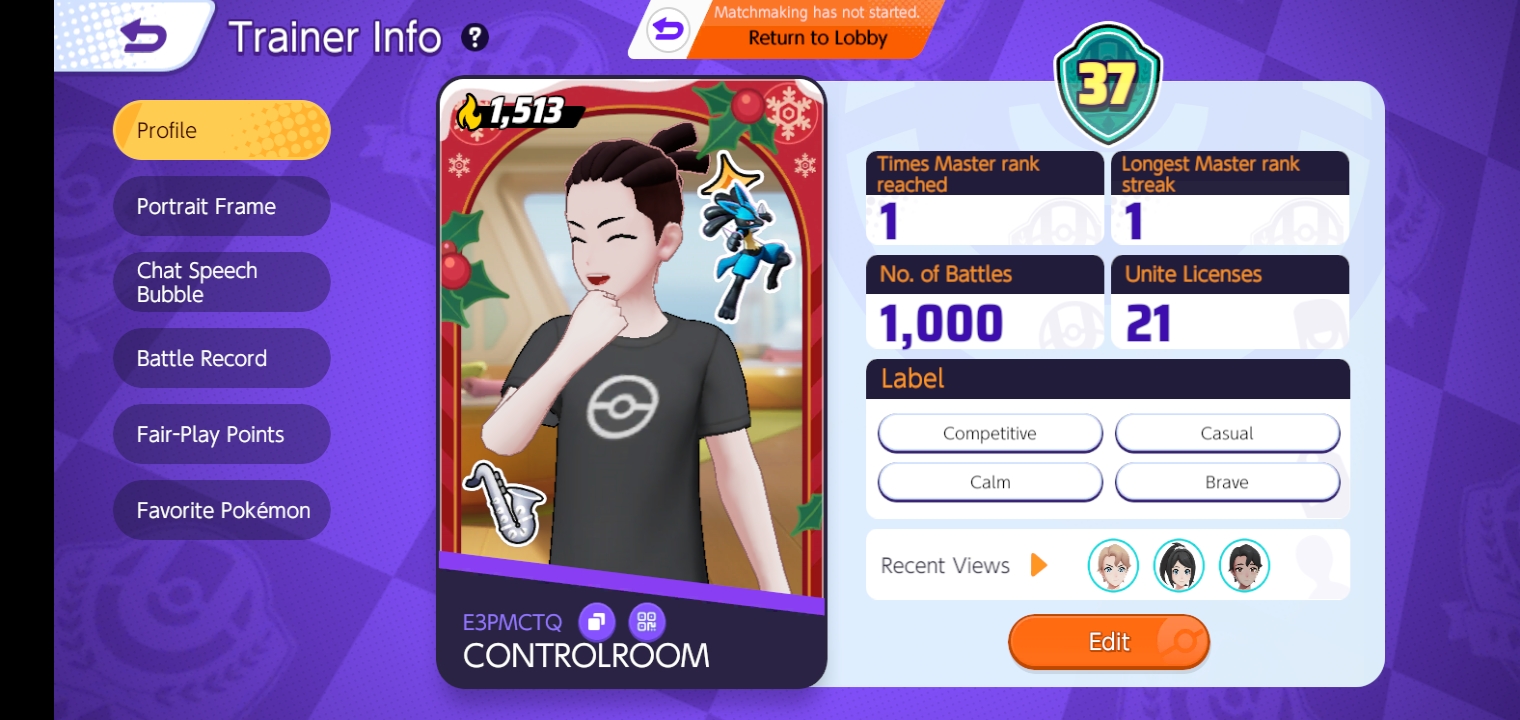 Trainer Info ?
Matchmaking has not started.
Return to Lobby
Profile
Portrait Frame
Chat Speech
Bubble
Battle Record
Fair-Play Points
Favorite Pokémon
1,513
E3PMCTQ
CONTROLROOM
37
Times Master rank
reached
1
Longest Master rank
streak
1
No. of Battles
1,000
Unite Licenses
21
Label
Competitive
Casual
Calm
Brave
Recent Views
Edit